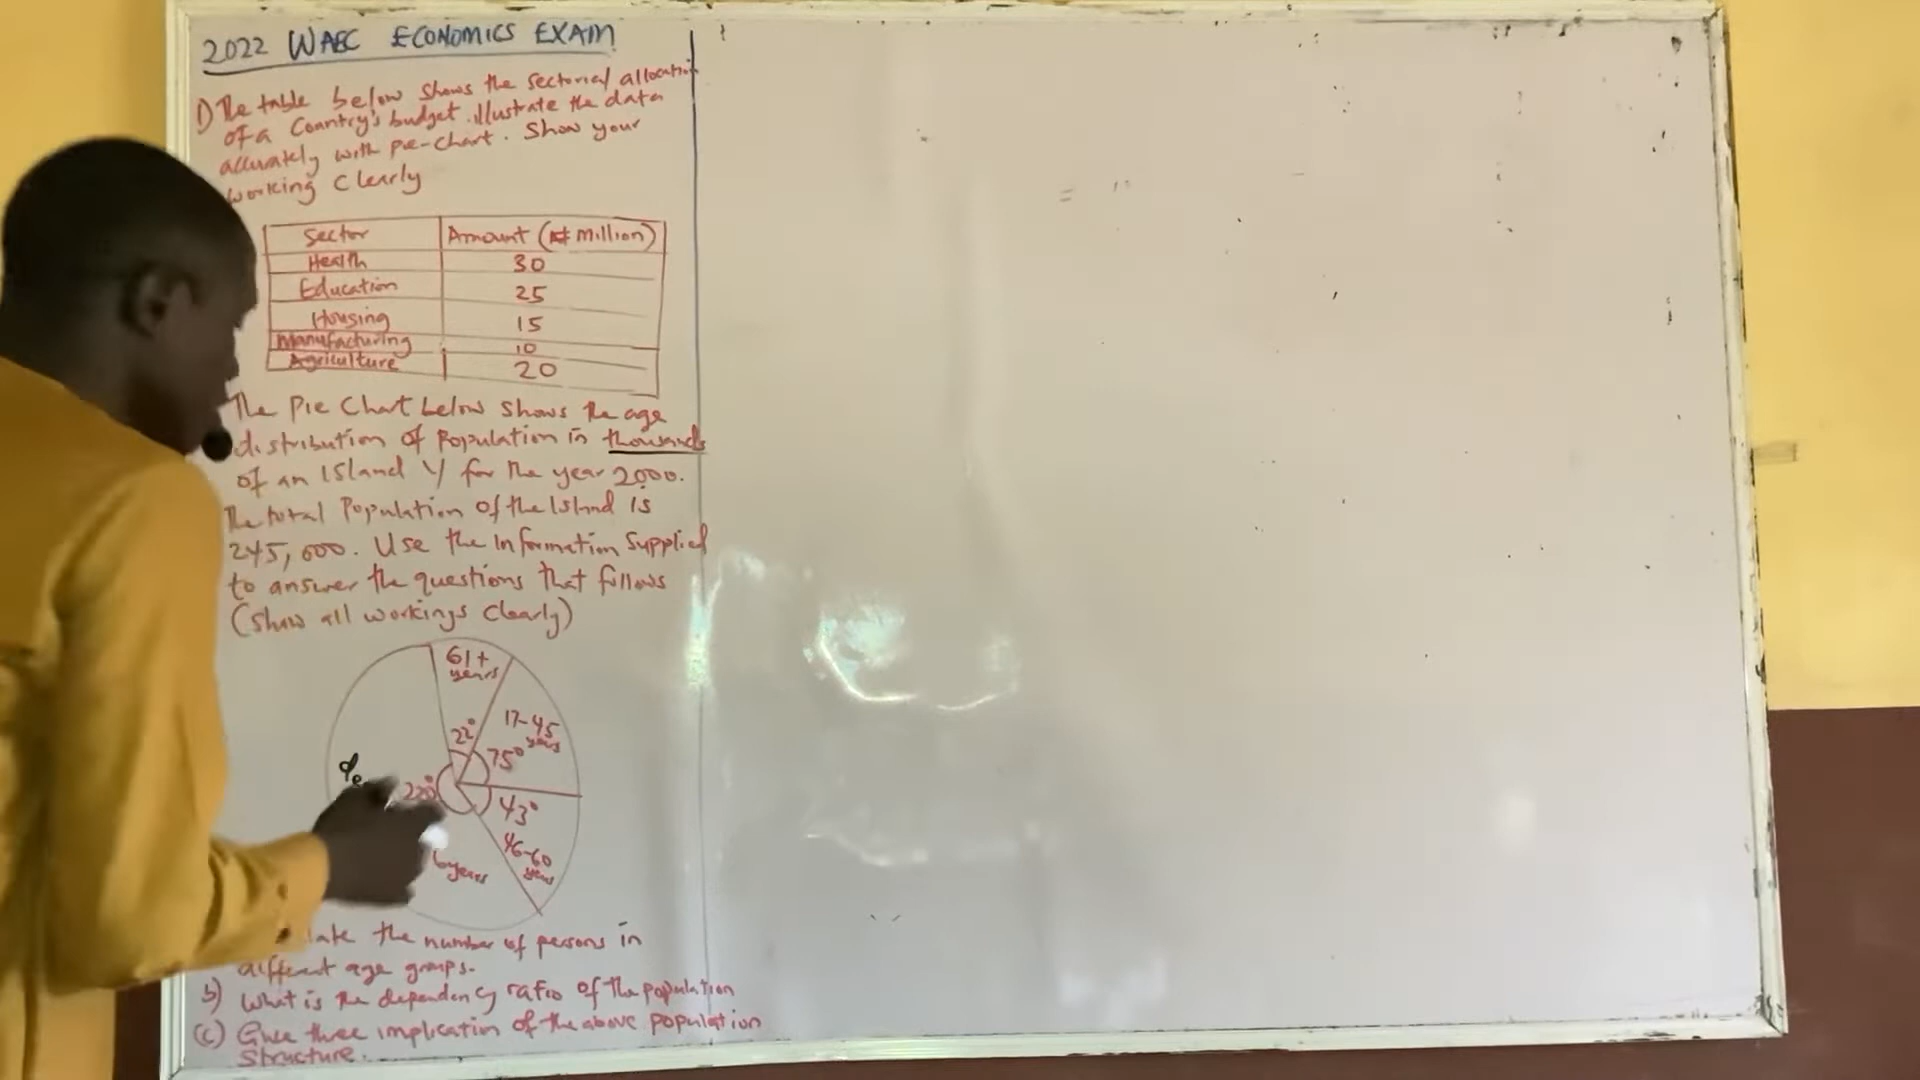 2022 WAEC ECONOMICS EXAM
1) The table below shows the sectorial allocation
of a Country's budget. illustrate the data
accurately with pie-chart. Show your
working clearly
Sector Amount (₦ Million)
Health 30
Education 25
Housing 15
Manufacturing 10
Agriculture 20
The Pie Chart below shows the age
distribution of Population in thousands
of an Island Y for the year 2000.
The total Population of the Island is
245,000. Use the Information Supplied
to answer the questions that follows
(Show all workings clearly)
61+
years
17-45
years
22°
75°
220°
43°
46-60
years
6years
late the number of persons in
different age groups.
b) What is the dependency ratio of the population
(c) Give three implication of the above population
structure.